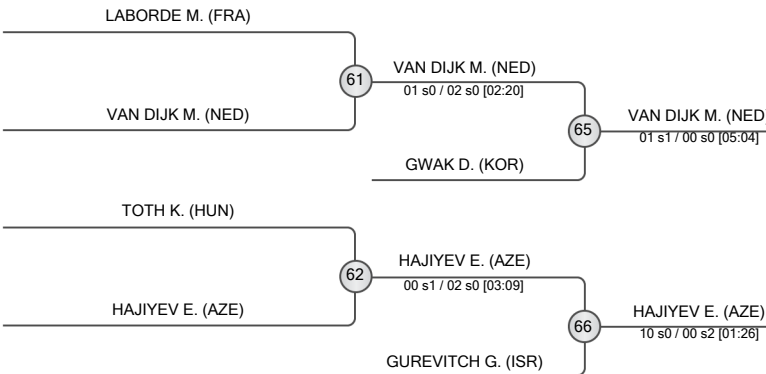 LABORDE M. (FRA)
61
VAN DIJK M. (NED)
01 s0 / 02 s0 [02:20]
VAN DIJK M. (NED)
65
VAN DIJK M. (NED
01 s1 / 00 s0 [05:04]
GWAK D. (KOR)
TOTH K. (HUN)
62
HAJIYEV E. (AZE)
00 s1 / 02 s0 [03:09]
HAJIYEV E. (AZE)
66
HAJIYEV E. (AZE)
10 s0 / 00 s2 [01:26]
GUREVITCH G. (ISR)